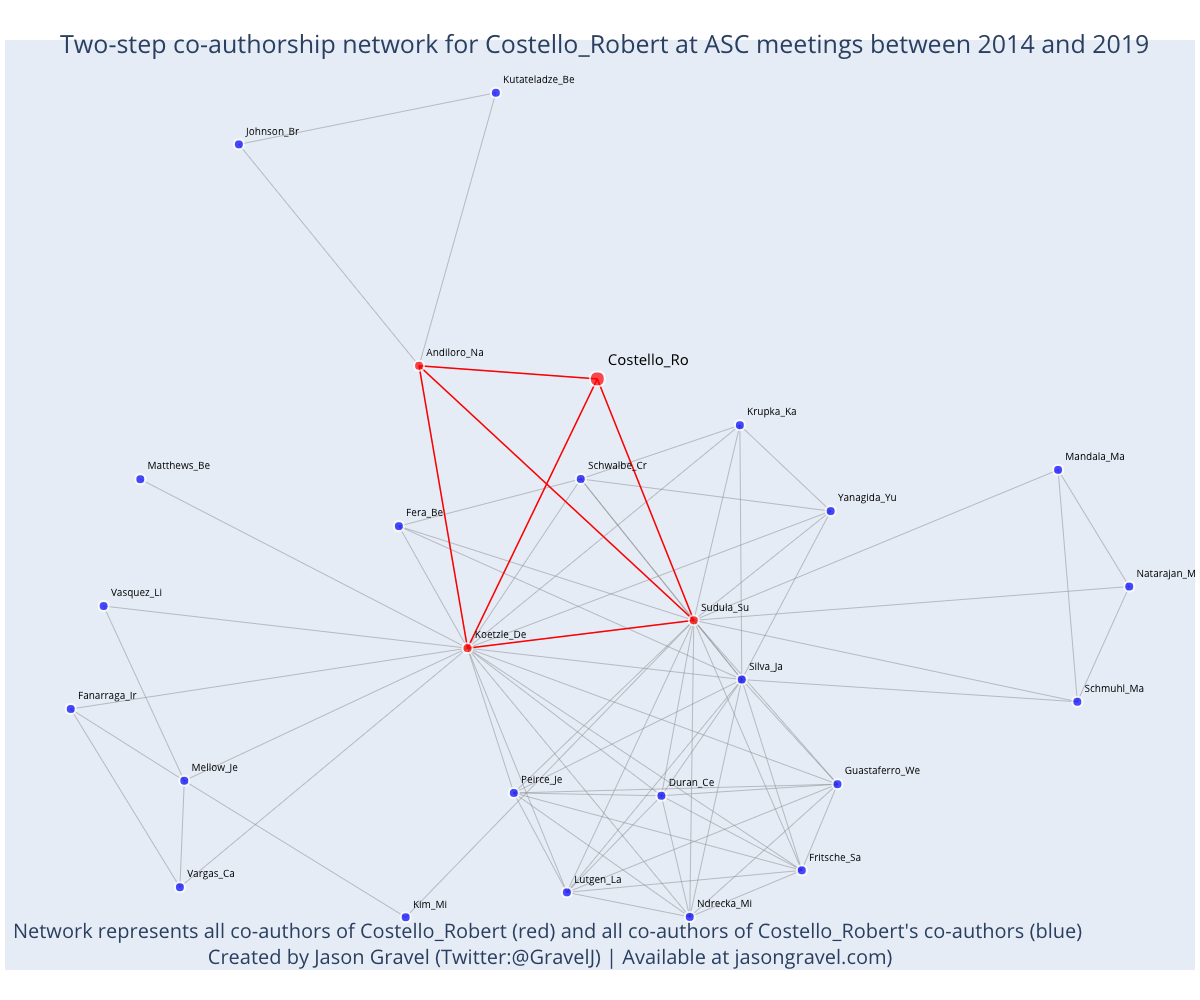 Two-step co-authorship network for Costello_Robert at ASC meetings between 2014 and 2019
Kutateladze_Be
Johnson_Br
Andiloro_Na
Costello_Ro
Krupka_Ka
Matthews_Be
Schwalbe_Cr
Mandala_Ma
Yanagida_Yu
Fera_Be
Natarajan_M
Vasquez_Li
Sudula_Su
Koetzle_De
Silva_Ja
Fanarraga_Ir
Schmuhl_Ma
Mellow_Je
Peirce_Je
Duran_Ce
Guastaferro_We
Fritsche_Sa
Vargas_Ca
Lutgen_La
Kim_Mi
Ndrecka_Mi
Network represents all co-authors of Costello_Robert (red) and all co-authors of Costello_Robert's co-authors (blue)
Created by Jason Gravel (Twitter:@GravelJ) | Available at jasongravel.com)